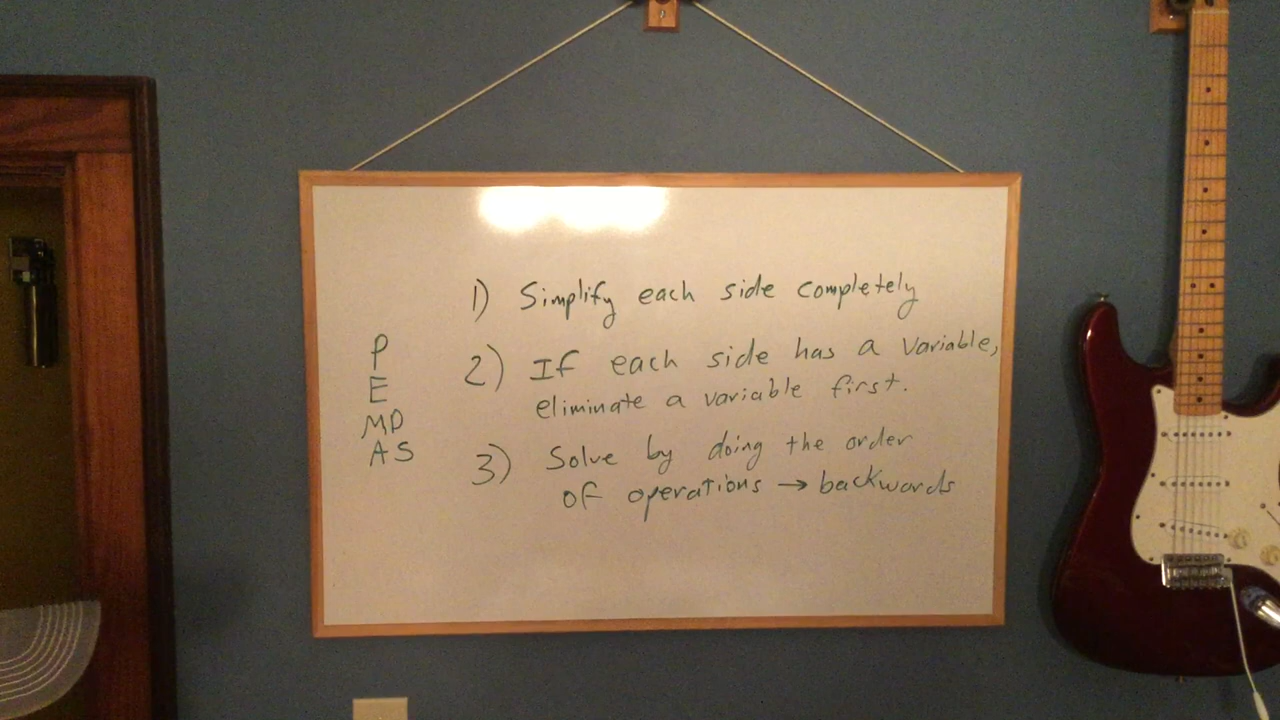 1) Simplify each side completely
2) If each side has a variable,
eliminate a variable first.
3) Solve by doing the order
of operations → backwards
P
E
MD
AS